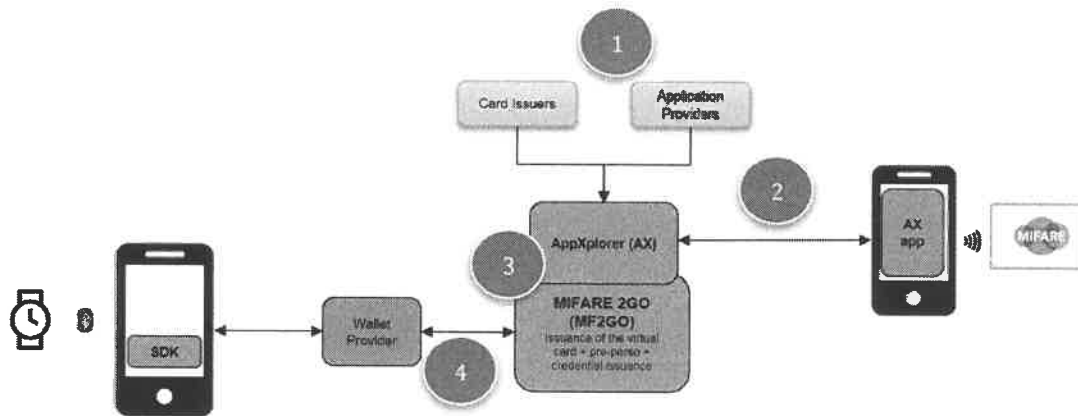 1
Card Issuers
Application
Providers
2
AppXplorer (AX)
AX
app
MIFARE
3
MIFARE 2GO
(MF2GO)
Issuance of the virtual
card + pre-perso +
credential issuance
Wallet
Provider
SDK
4